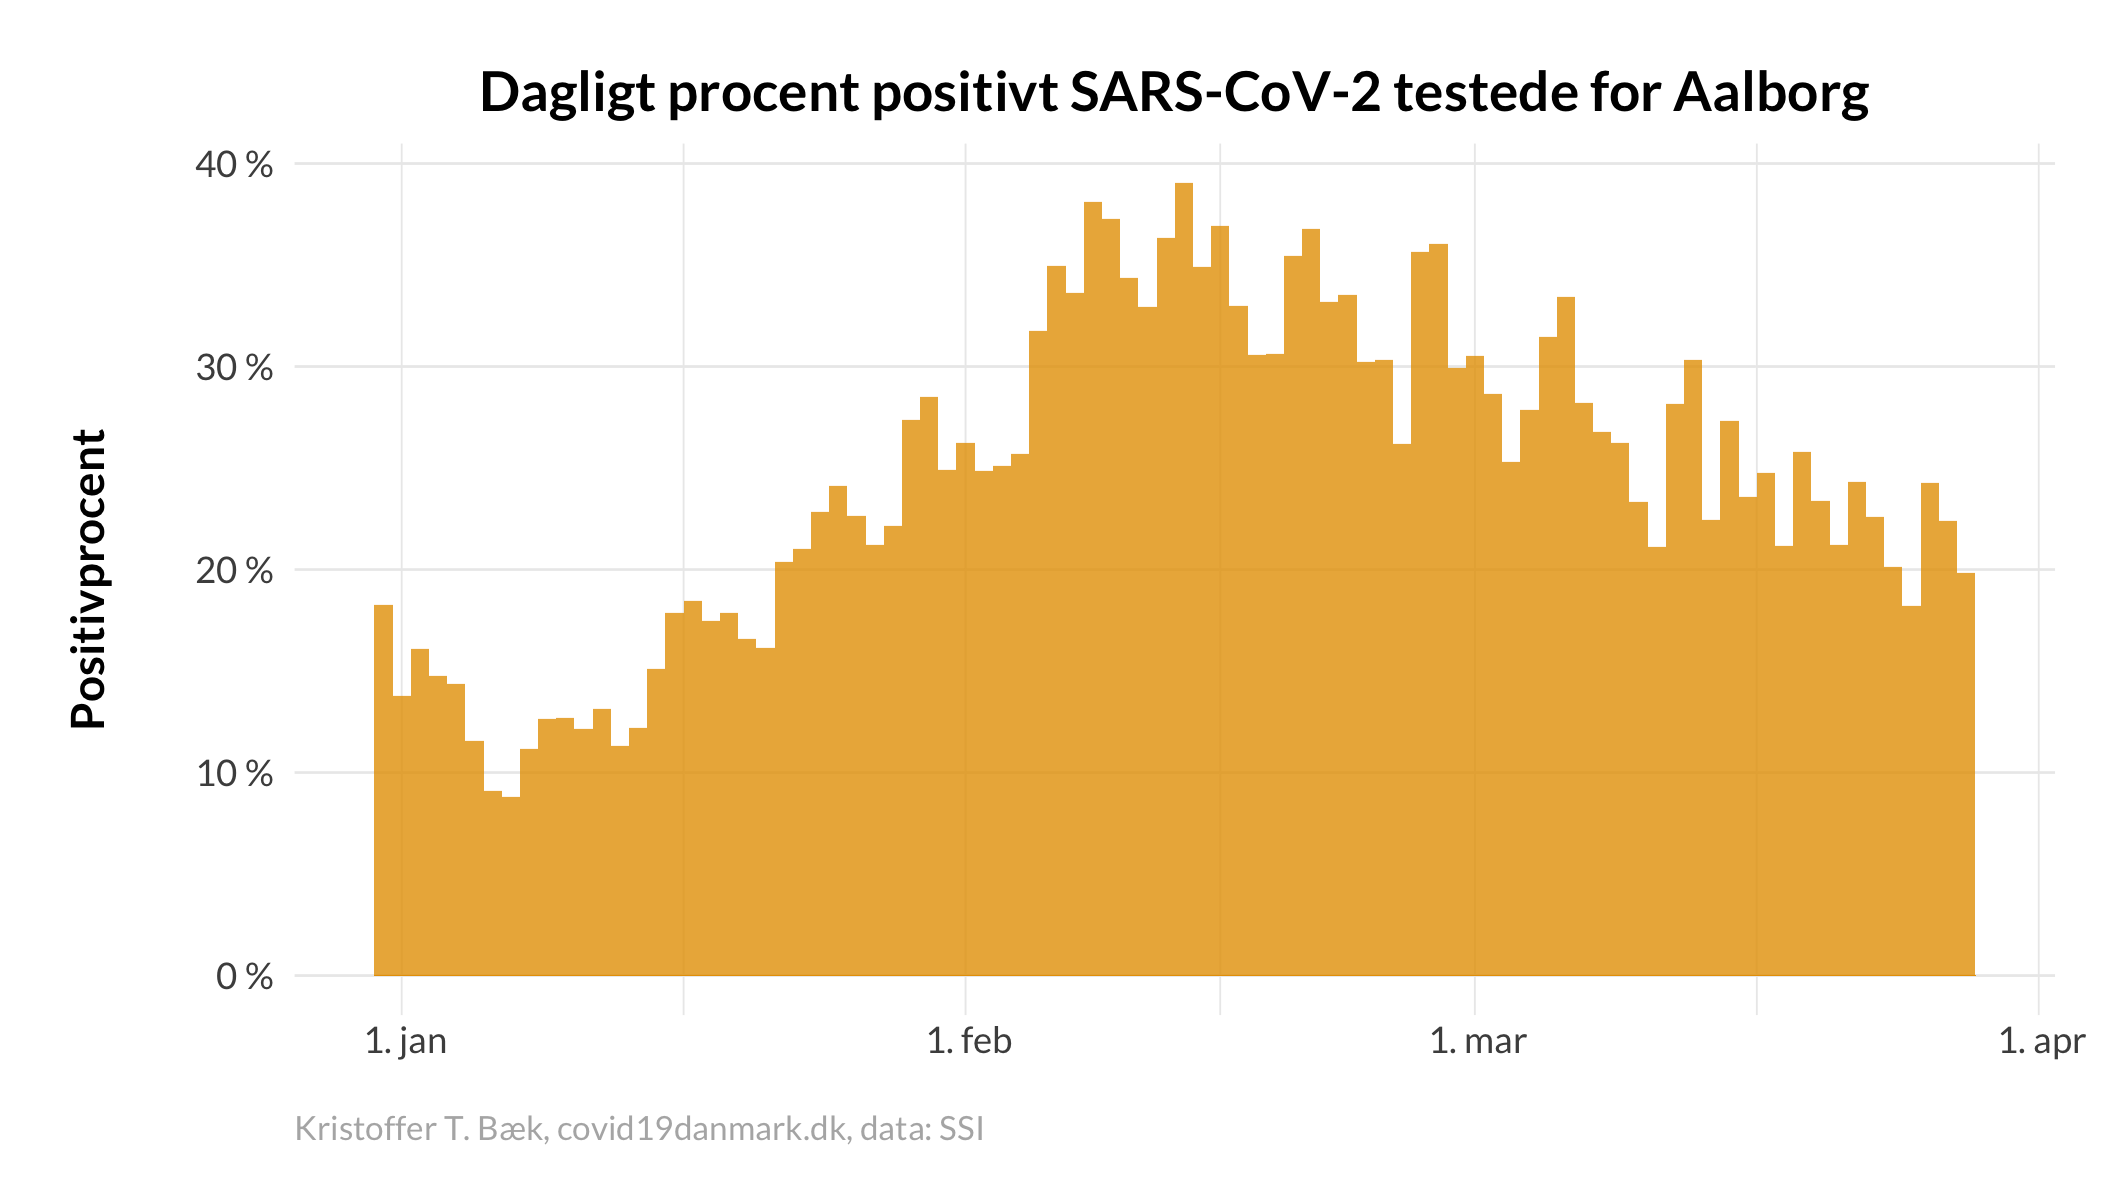 Dagligt procent positivt SARS-CoV-2 testede for Aalborg
Positivprocent
40 %
30 %
20 %
10 %
0 %
1. jan
1. feb
1. mar
1. apr
Kristoffer T. Bæk, covid19danmark.dk, data: SSI